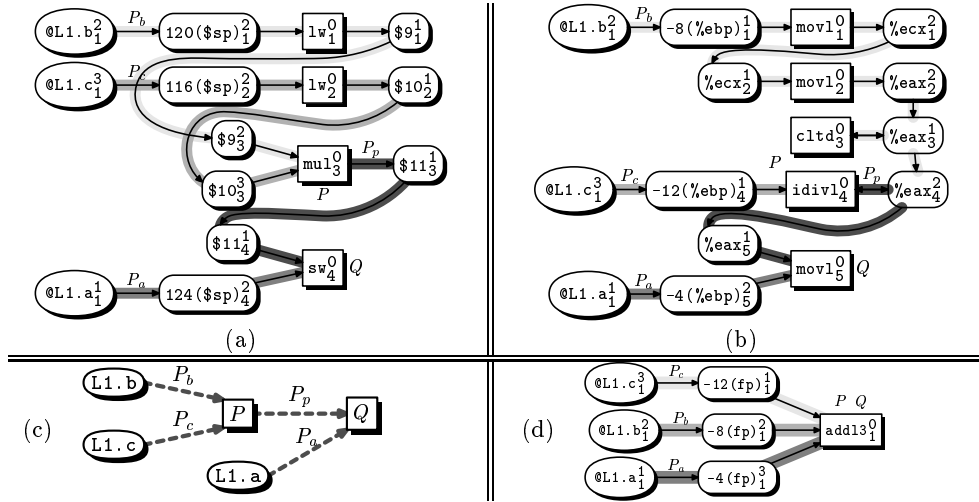 @L1.b²₁ P_b 120($sp)²₁ lw⁰₁ $9¹₁
@L1.c³₁ P_c 116($sp)²₂ lw⁰₂ $10¹₂
$9²₃
mul⁰₃ P_p $11¹₃
$10³₃ P
$11¹₄
sw⁰₄ Q
@L1.a¹₁ P_a 124($sp)²₄
(a)
@L1.b²₁ P_b -8(%ebp)¹₁ movl⁰₁ %ecx²₁
%ecx¹₂ movl⁰₂ %eax²₂
cltd⁰₃ %eax¹₃
P
@L1.c³₁ P_c -12(%ebp)¹₄ idivl⁰₄ P_p %eax²₄
%eax¹₅
movl⁰₅ Q
@L1.a¹₁ P_a -4(%ebp)²₅
(b)
L1.b P_b
(c) P P_p Q
L1.c P_c P_a
L1.a
@L1.c³₁ P_c -12(fp)¹₁
P Q
(d) @L1.b²₁ P_b -8(fp)²₁ addl3⁰₁
@L1.a¹₁ P_a -4(fp)³₁